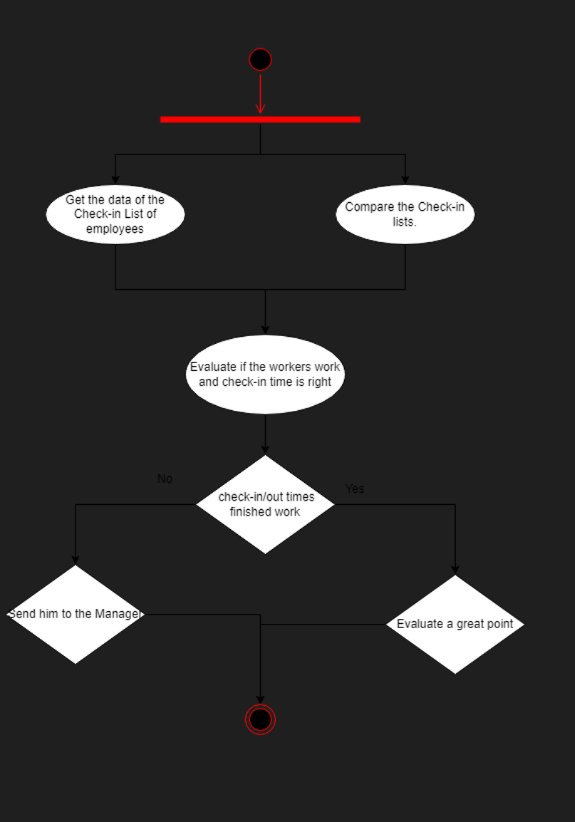 Get the data of the
Check-in List of
employees
Compare the Check-in
lists.
Evaluate if the workers work
and check-in time is right
No
Yes
check-in/out times
finished work
Send him to the Manager
Evaluate a great point